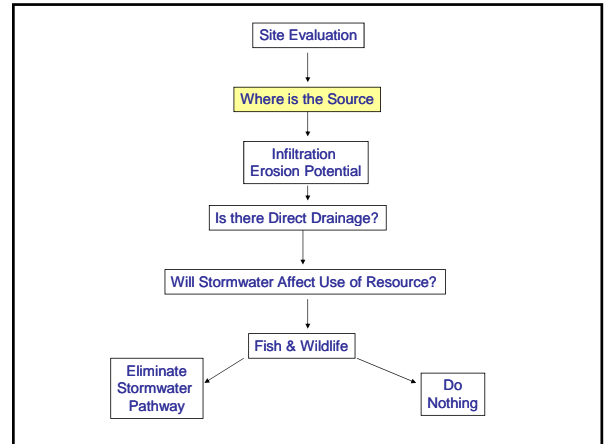 Site Evaluation
Where is the Source
Infiltration
Erosion Potential
Is there Direct Drainage?
Will Stormwater Affect Use of Resource?
Fish & Wildlife
Eliminate
Stormwater
Pathway
Do
Nothing